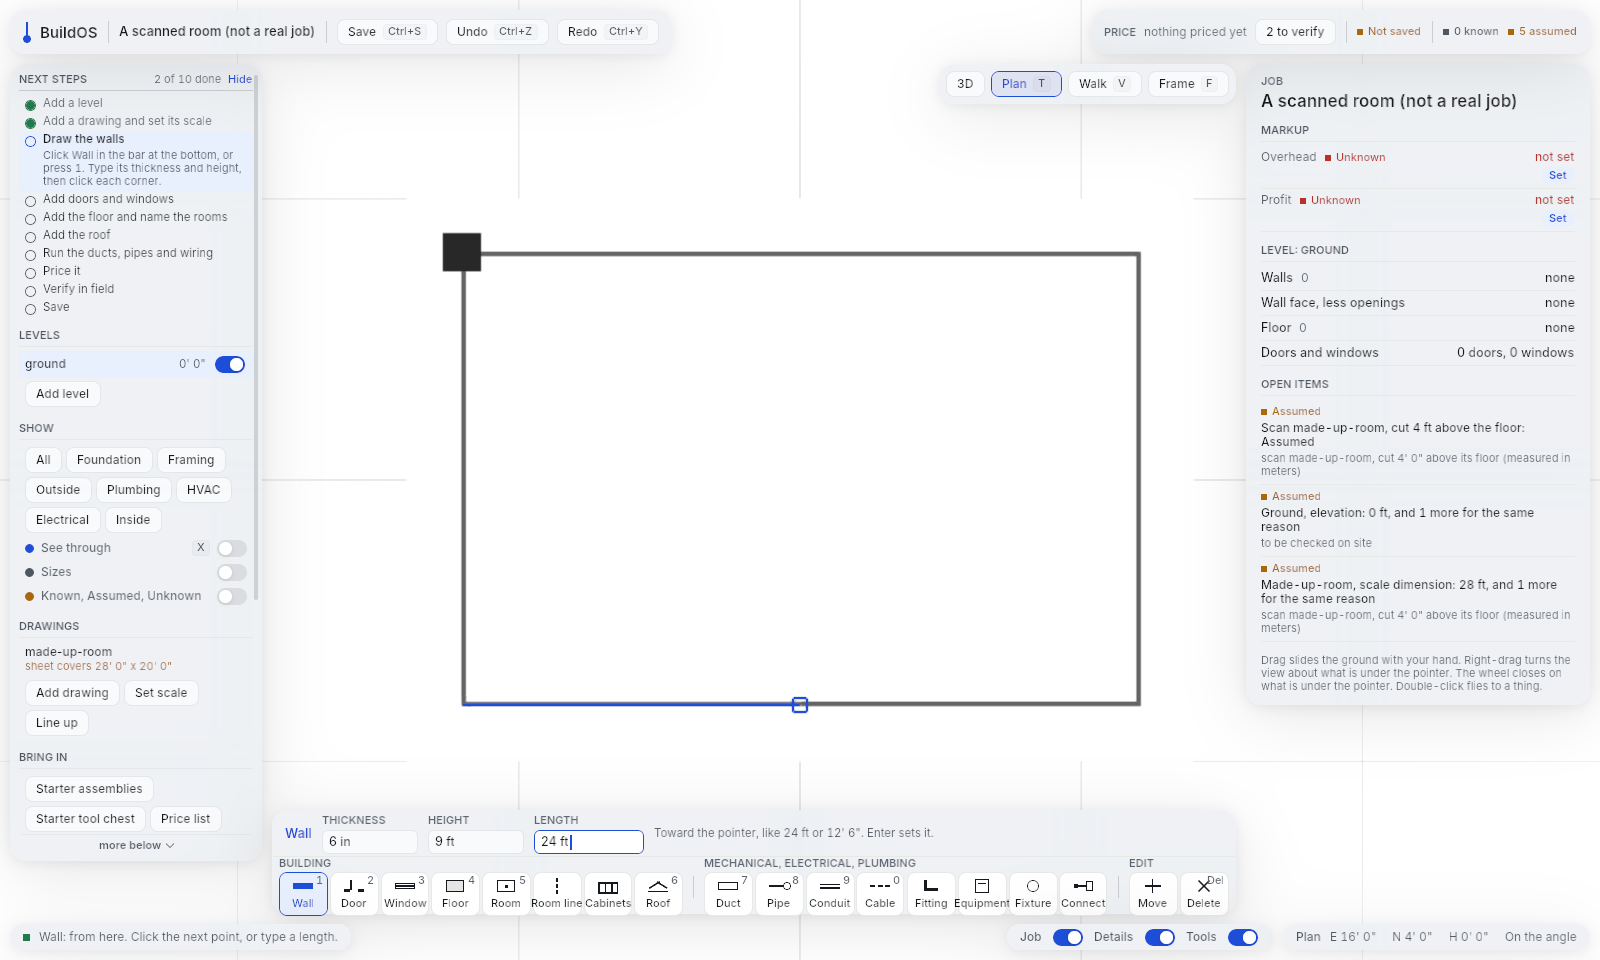 BuildOS
A scanned room (not a real job)
Save Ctrl+S
Undo Ctrl+Z
Redo Ctrl+Y
PRICE nothing priced yet
2 to verify
Not saved
0 known
5 assumed
3D
Plan T
Walk V
Frame F
NEXT STEPS
2 of 10 done Hide
Add a level
Add a drawing and set its scale
Draw the walls
Click Wall in the bar at the bottom, or
press 1. Type its thickness and height,
then click each corner.
Add doors and windows
Add the floor and name the rooms
Add the roof
Run the ducts, pipes and wiring
Price it
Verify in field
Save
LEVELS
ground 0' 0"
Add level
SHOW
All Foundation Framing
Outside Plumbing HVAC
Electrical Inside
See through X
Sizes
Known, Assumed, Unknown
DRAWINGS
made-up-room
sheet covers 28' 0" x 20' 0"
Add drawing Set scale
Line up
BRING IN
Starter assemblies
Starter tool chest Price list
more below
JOB
A scanned room (not a real job)
MARKUP
Overhead Unknown not set
Set
Profit Unknown not set
Set
LEVEL: GROUND
Walls 0 none
Wall face, less openings none
Floor 0 none
Doors and windows 0 doors, 0 windows
OPEN ITEMS
Assumed
Scan made-up-room, cut 4 ft above the floor:
Assumed
scan made-up-room, cut 4' 0" above its floor (measured in
meters)
Assumed
Ground, elevation: 0 ft, and 1 more for the same
reason
to be checked on site
Assumed
Made-up-room, scale dimension: 28 ft, and 1 more
for the same reason
scan made-up-room, cut 4' 0" above its floor (measured in
meters)
Drag slides the ground with your hand. Right-drag turns the
view about what is under the pointer. The wheel closes on
what is under the pointer. Double-click flies to a thing.
Wall
THICKNESS HEIGHT LENGTH
6 in 9 ft 24 ft
Toward the pointer, like 24 ft or 12' 6". Enter sets it.
BUILDING
1 Wall
2 Door
3 Window
4 Floor
5 Room
Room line
Cabinets
6 Roof
MECHANICAL, ELECTRICAL, PLUMBING
7 Duct
8 Pipe
9 Conduit
0 Cable
Fitting
Equipment
Fixture
Connect
EDIT
Move
Del Delete
Wall: from here. Click the next point, or type a length.
Job Details Tools
Plan E 16' 0" N 4' 0" H 0' 0" On the angle